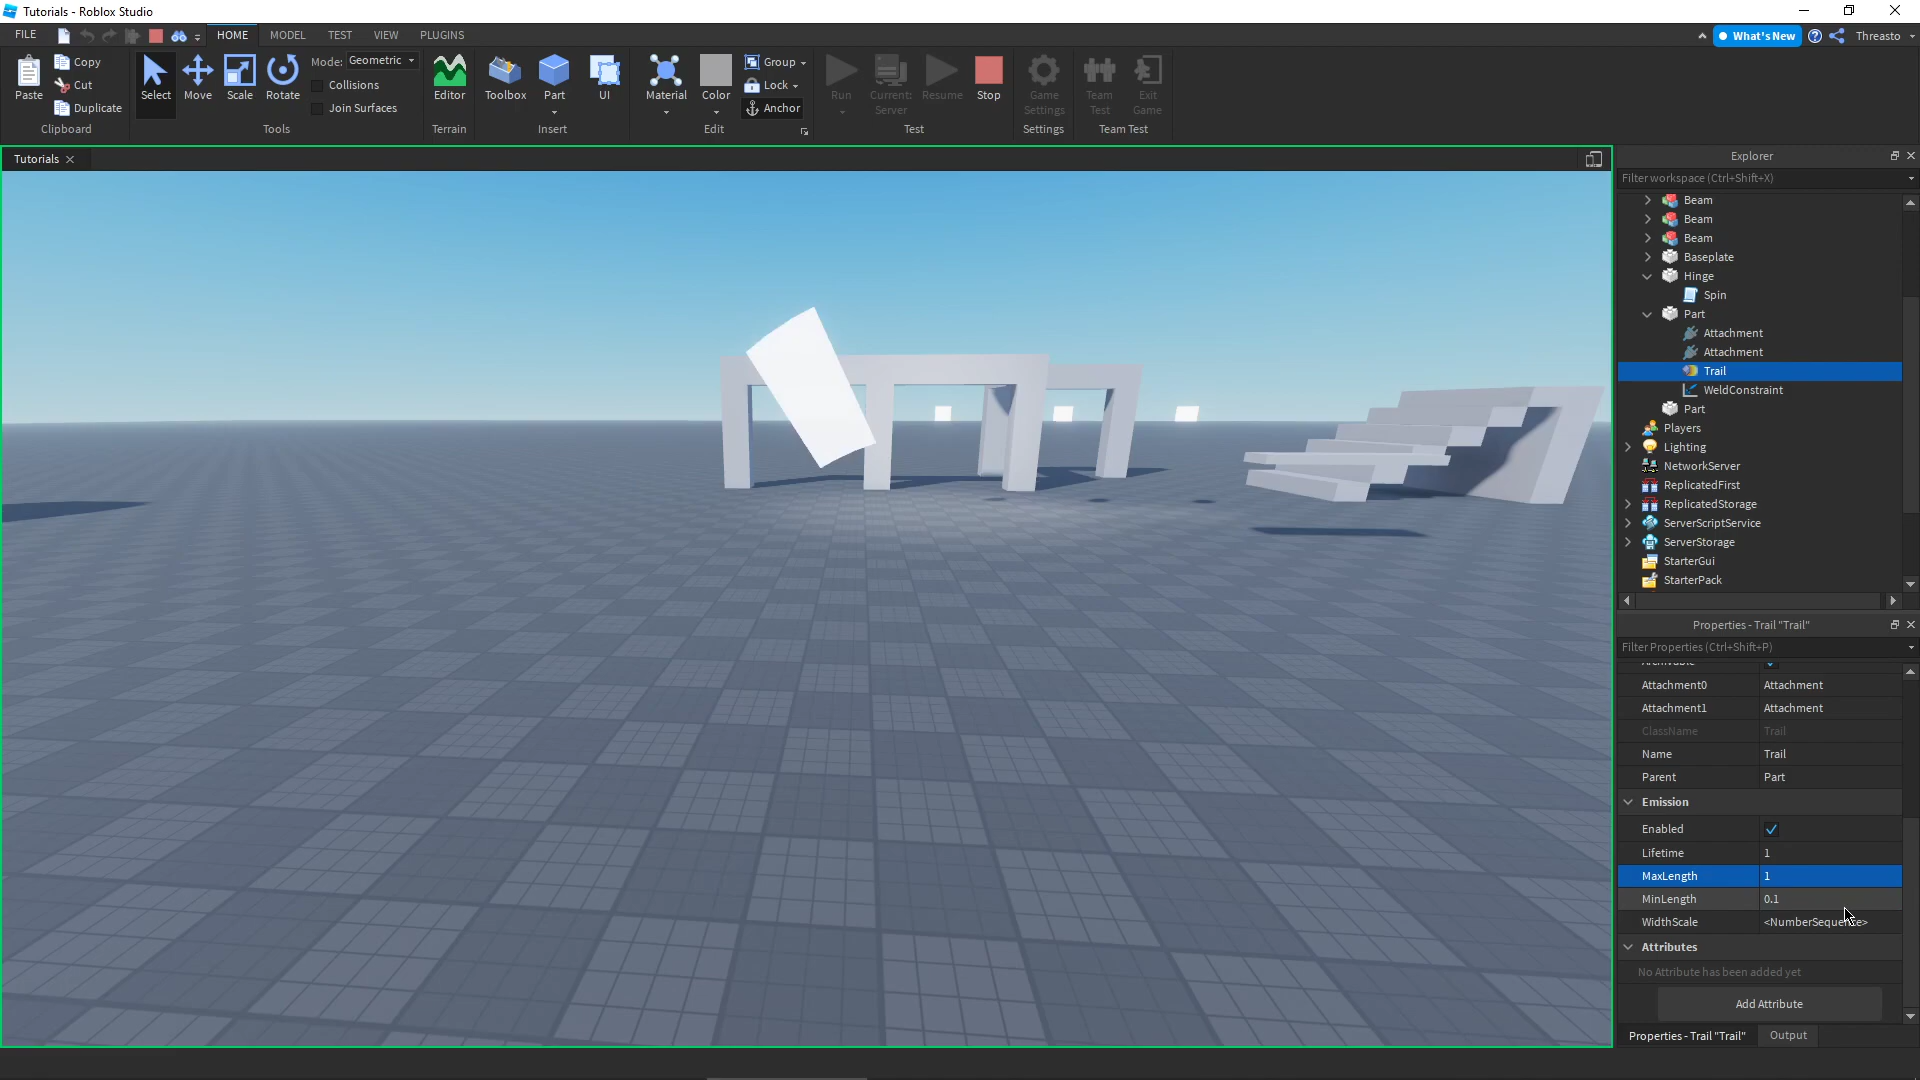 Tutorials - Roblox Studio
FILE HOME MODEL TEST VIEW PLUGINS What's New Threasto
Paste Copy Cut Duplicate Clipboard
Select Move Scale Rotate Mode: Geometric Collisions Join Surfaces Tools
Editor Terrain
Toolbox Part UI Insert
Material Color Group Lock Anchor Edit
Run Current: Server Resume Stop Test
Game Settings Settings
Team Test Exit Game Team Test
Tutorials
Explorer
Filter workspace (Ctrl+Shift+X)
Beam
Beam
Beam
Baseplate
Hinge
Spin
Part
Attachment
Attachment
Trail
WeldConstraint
Part
Players
Lighting
NetworkServer
ReplicatedFirst
ReplicatedStorage
ServerScriptService
ServerStorage
StarterGui
StarterPack
Properties - Trail "Trail"
Filter Properties (Ctrl+Shift+P)
Attachment0 Attachment
Attachment1 Attachment
ClassName Trail
Name Trail
Parent Part
Emission
Enabled
Lifetime 1
MaxLength 1
MinLength 0.1
WidthScale <NumberSequence>
Attributes
No Attribute has been added yet
Add Attribute
Properties - Trail "Trail" Output